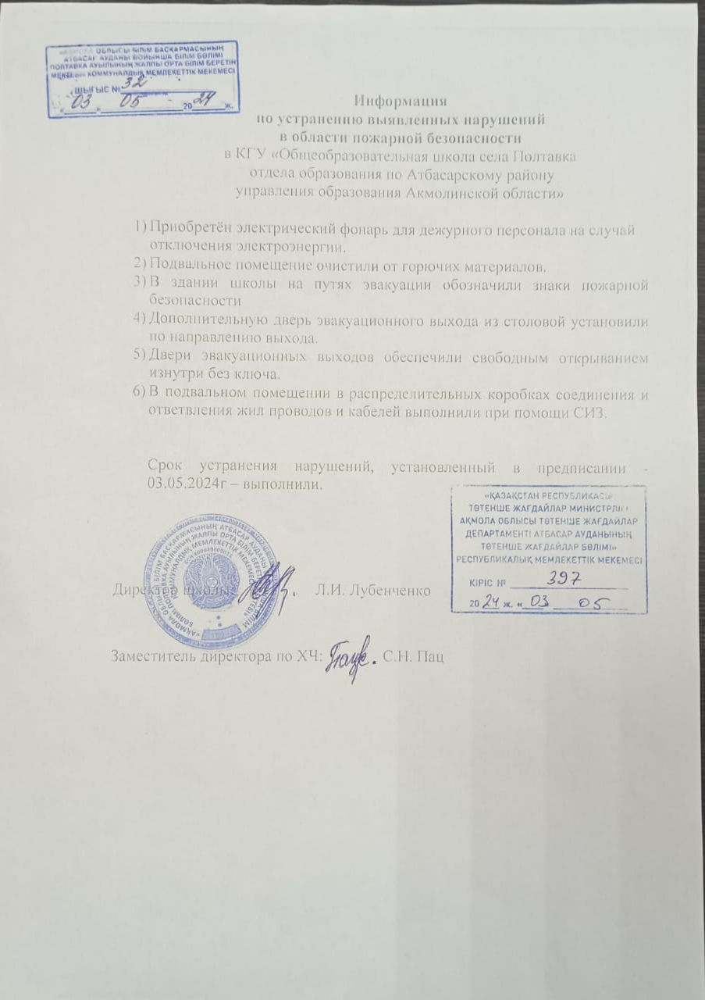 «АҚМОЛА ОБЛЫСЫ БІЛІМ БАСҚАРМАСЫНЫҢ
АТБАСАР АУДАНЫ БОЙЫНША БІЛІМ БӨЛІМІ
ПОЛТАВКА АУЫЛЫНЫҢ ЖАЛПЫ ОРТА БІЛІМ БЕРЕТІН
МЕКТЕБІ» КОММУНАЛДЫҚ МЕМЛЕКЕТТІК МЕКЕМЕСІ
ШЫҒЫС № 32
«03» 05 2024 ж.
Информация
по устранению выявленных нарушений
в области пожарной безопасности
в КГУ «Общеобразовательная школа села Полтавка
отдела образования по Атбасарскому району
управления образования Акмолинской области»
1) Приобретён электрический фонарь для дежурного персонала на случай
отключения электроэнергии.
2) Подвальное помещение очистили от горючих материалов.
3) В здании школы на путях эвакуации обозначили знаки пожарной
безопасности
4) Дополнительную дверь эвакуационного выхода из столовой установили
по направлению выхода.
5) Двери эвакуационных выходов обеспечили свободным открыванием
изнутри без ключа.
6) В подвальном помещении в распределительных коробках соединения и
ответвления жил проводов и кабелей выполнили при помощи СИЗ.
Срок устранения нарушений, установленный в предписании -
03.05.2024г – выполнили.
«ҚАЗАҚСТАН РЕСПУБЛИКАСЫ
ТӨТЕНШЕ ЖАҒДАЙЛАР МИНИСТРЛІГІ
АҚМОЛА ОБЛЫСЫ ТӨТЕНШЕ ЖАҒДАЙЛАР
ДЕПАРТАМЕНТІ АТБАСАР АУДАНЫНЫҢ
ТӨТЕНШЕ ЖАҒДАЙЛАР БӨЛІМІ»
РЕСПУБЛИКАЛЫҚ МЕМЛЕКЕТТІК МЕКЕМЕСІ
КІРІС № 397
2024 ж. «03 05
Директор школы: Л.И. Лубенченко
Заместитель директора по ХЧ: С.Н. Пац